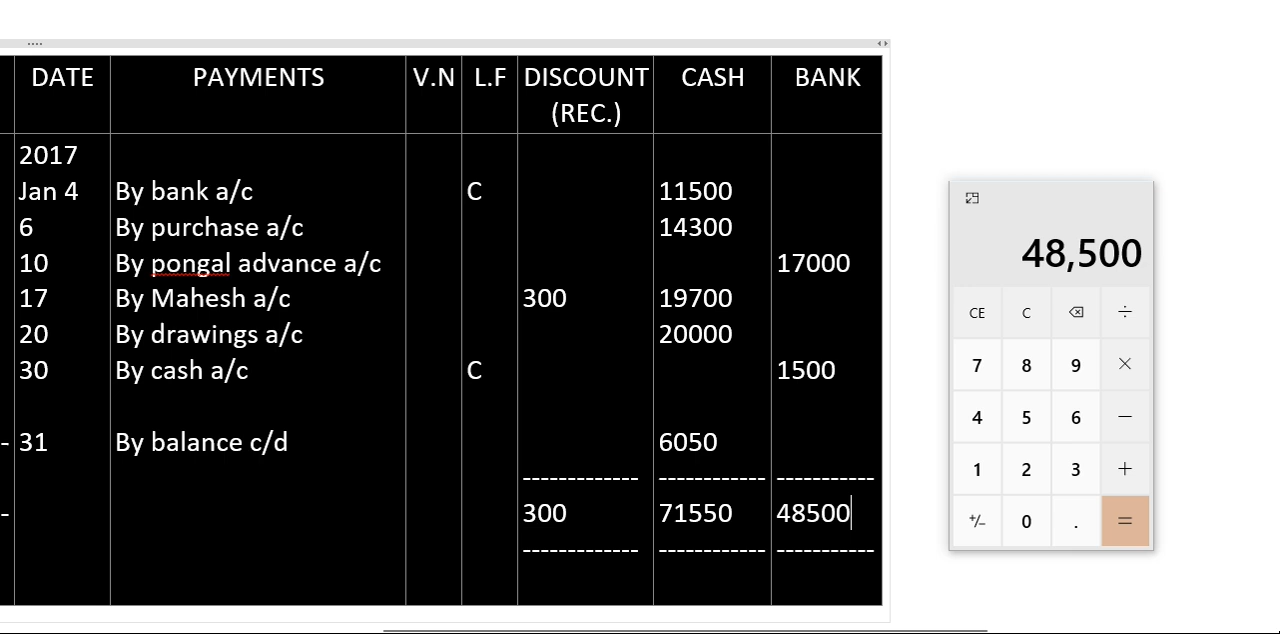 DATE PAYMENTS V.N L.F DISCOUNT CASH BANK
(REC.)
2017
Jan 4 By bank a/c C 11500
6 By purchase a/c 14300
10 By pongal advance a/c 17000
17 By Mahesh a/c 300 19700
20 By drawings a/c 20000
30 By cash a/c C 1500
- 31 By balance c/d 6050
------------- ------------ -----------
- 300 71550 48500
------------- ------------ -----------
48,500
CE C ⌫ ÷
7 8 9 ×
4 5 6 −
1 2 3 +
+/− 0 . =